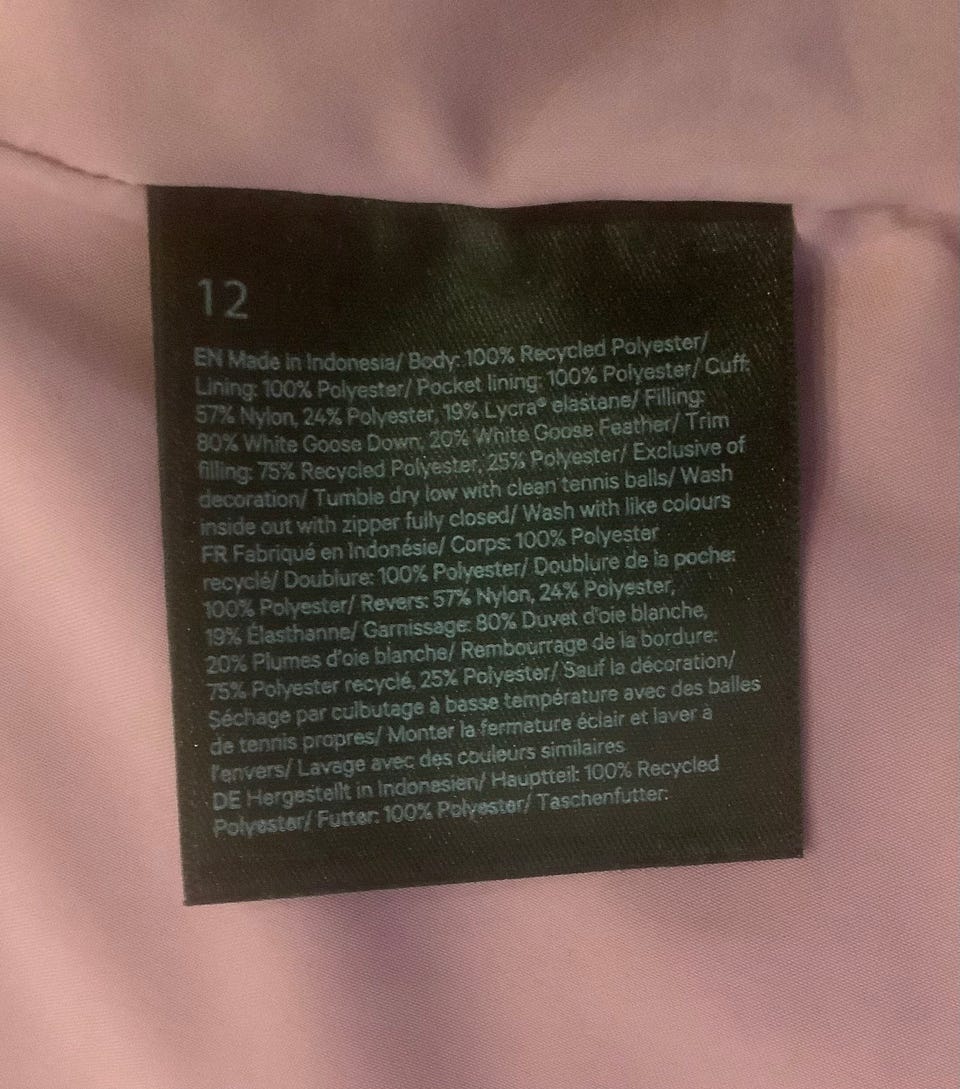 12
EN Made in Indonesia/ Body: 100% Recycled Polyester/
Lining: 100% Polyester/ Pocket lining: 100% Polyester/ Cuff:
57% Nylon, 24% Polyester, 19% Lycra® elastane/ Filling:
80% White Goose Down, 20% White Goose Feather/ Trim
filling: 75% Recycled Polyester, 25% Polyester/ Exclusive of
decoration/ Tumble dry low with clean tennis balls/ Wash
inside out with zipper fully closed/ Wash with like colours
FR Fabriqué en Indonésie/ Corps: 100% Polyester
recyclé/ Doublure: 100% Polyester/ Doublure de la poche:
100% Polyester/ Revers: 57% Nylon, 24% Polyester,
19% Élasthanne/ Garnissage: 80% Duvet d'oie blanche,
20% Plumes d'oie blanche/ Rembourrage de la bordure:
75% Polyester recyclé, 25% Polyester/ Sauf la décoration/
Séchage par culbutage à basse température avec des balles
de tennis propres/ Monter la fermeture éclair et laver à
l'envers/ Lavage avec des couleurs similaires
DE Hergestellt in Indonesien/ Hauptteil: 100% Recycled
Polyester/ Futter: 100% Polyester/ Taschenfutter: